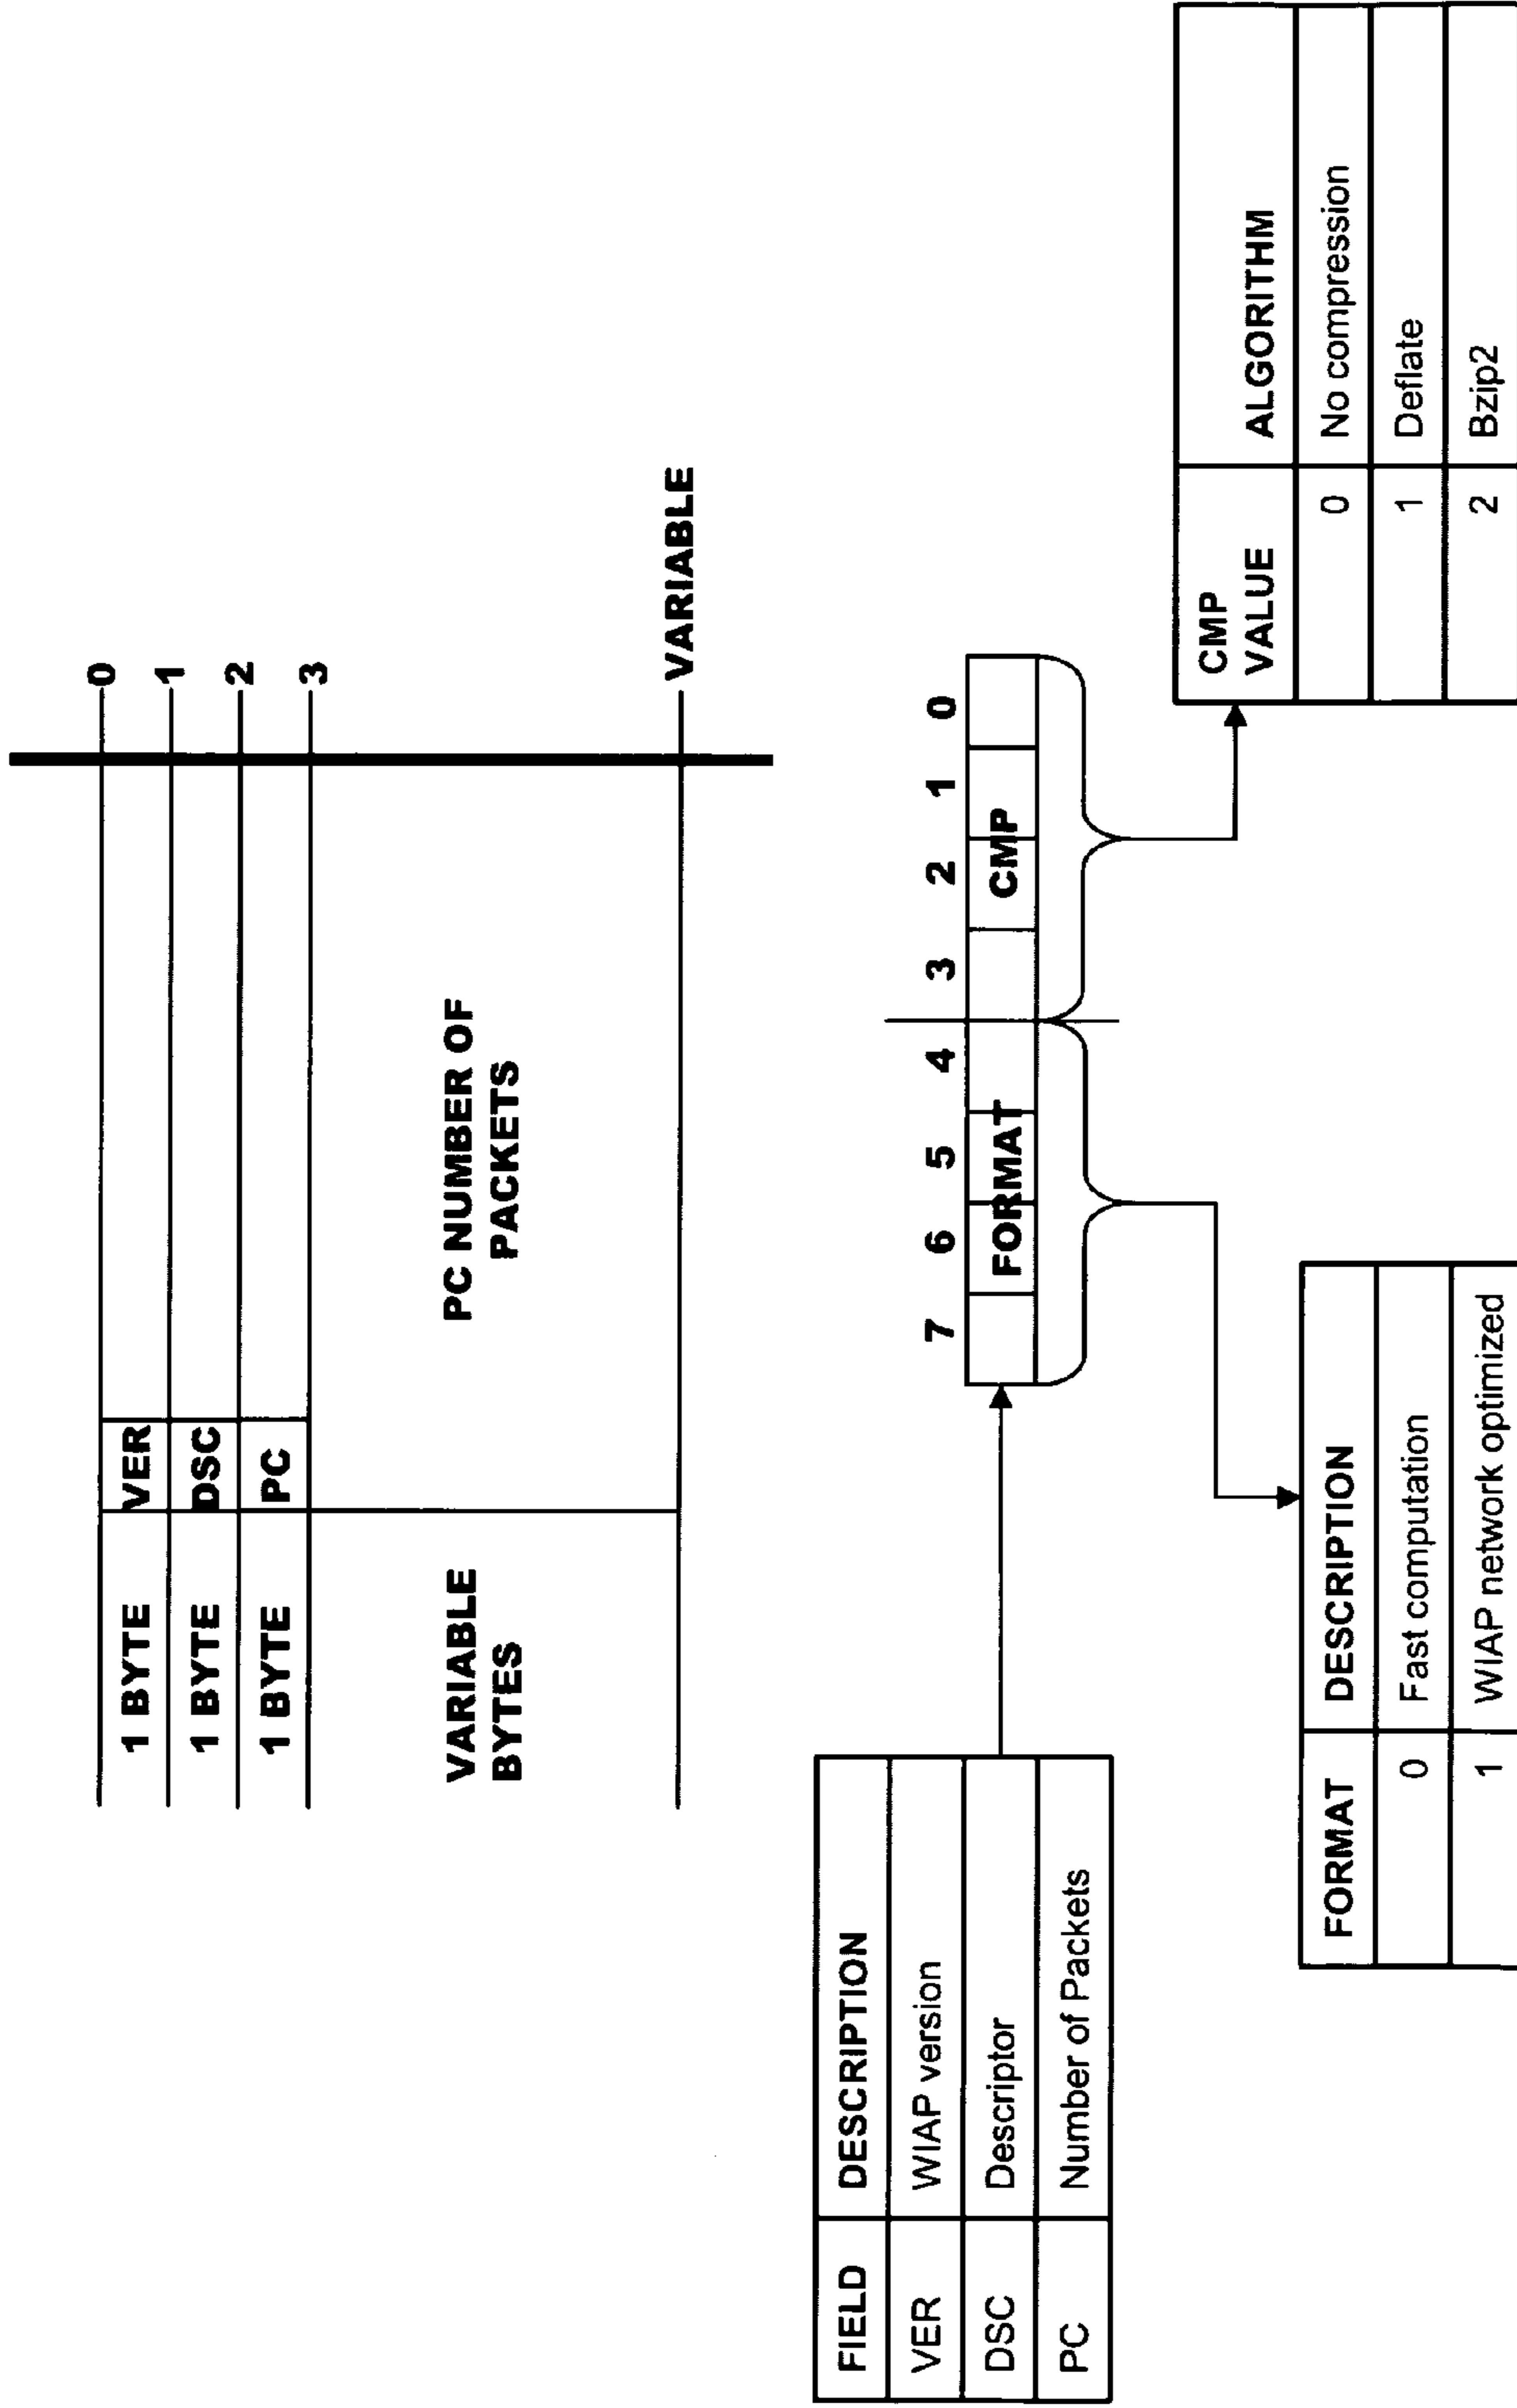 0
1 BYTE VER
1
1 BYTE DSC
2
1 BYTE PC
3
VARIABLE
BYTES
PC NUMBER OF
PACKETS
VARIABLE
FIELD DESCRIPTION
VER WIAP version
DSC Descriptor
PC Number of Packets
7 6 5 4 3 2 1 0
FORMAT CMP
CMP
VALUE ALGORITHM
0 No compression
1 Deflate
2 Bzip2
FORMAT DESCRIPTION
0 Fast computation
1 WIAP network optimized